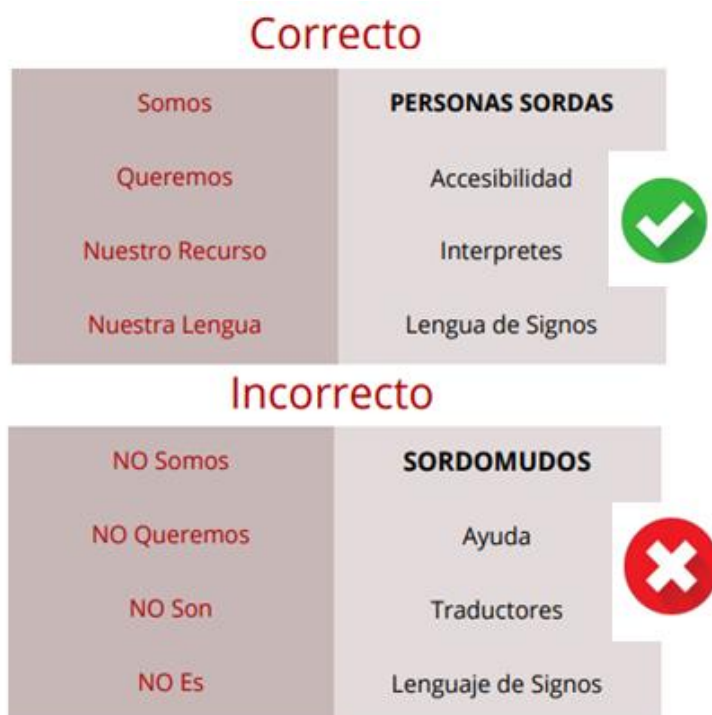 Correcto
Somos PERSONAS SORDAS
Queremos Accesibilidad
Nuestro Recurso Interpretes
Nuestra Lengua Lengua de Signos
Incorrecto
NO Somos SORDOMUDOS
NO Queremos Ayuda
NO Son Traductores
NO Es Lenguaje de Signos